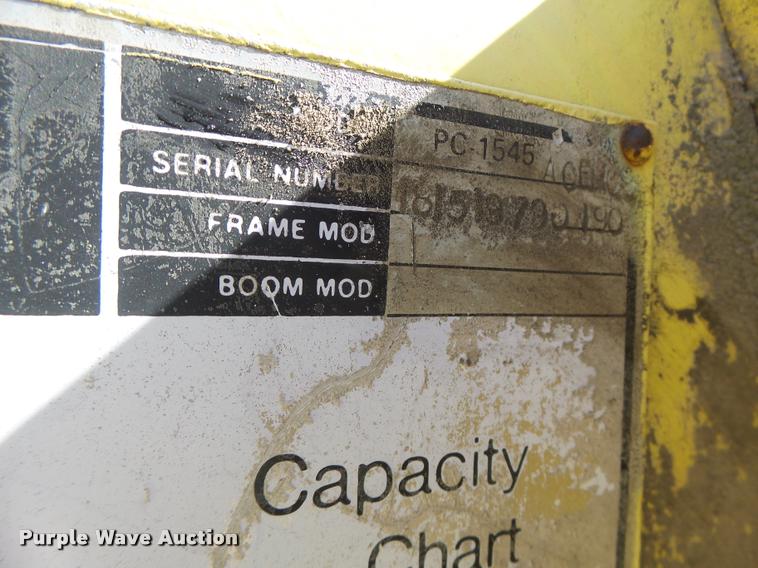 PC-1545
SERIAL NUMBER
FRAME MOD
BOOM MOD
Capacity
Chart
Purple Wave Auction